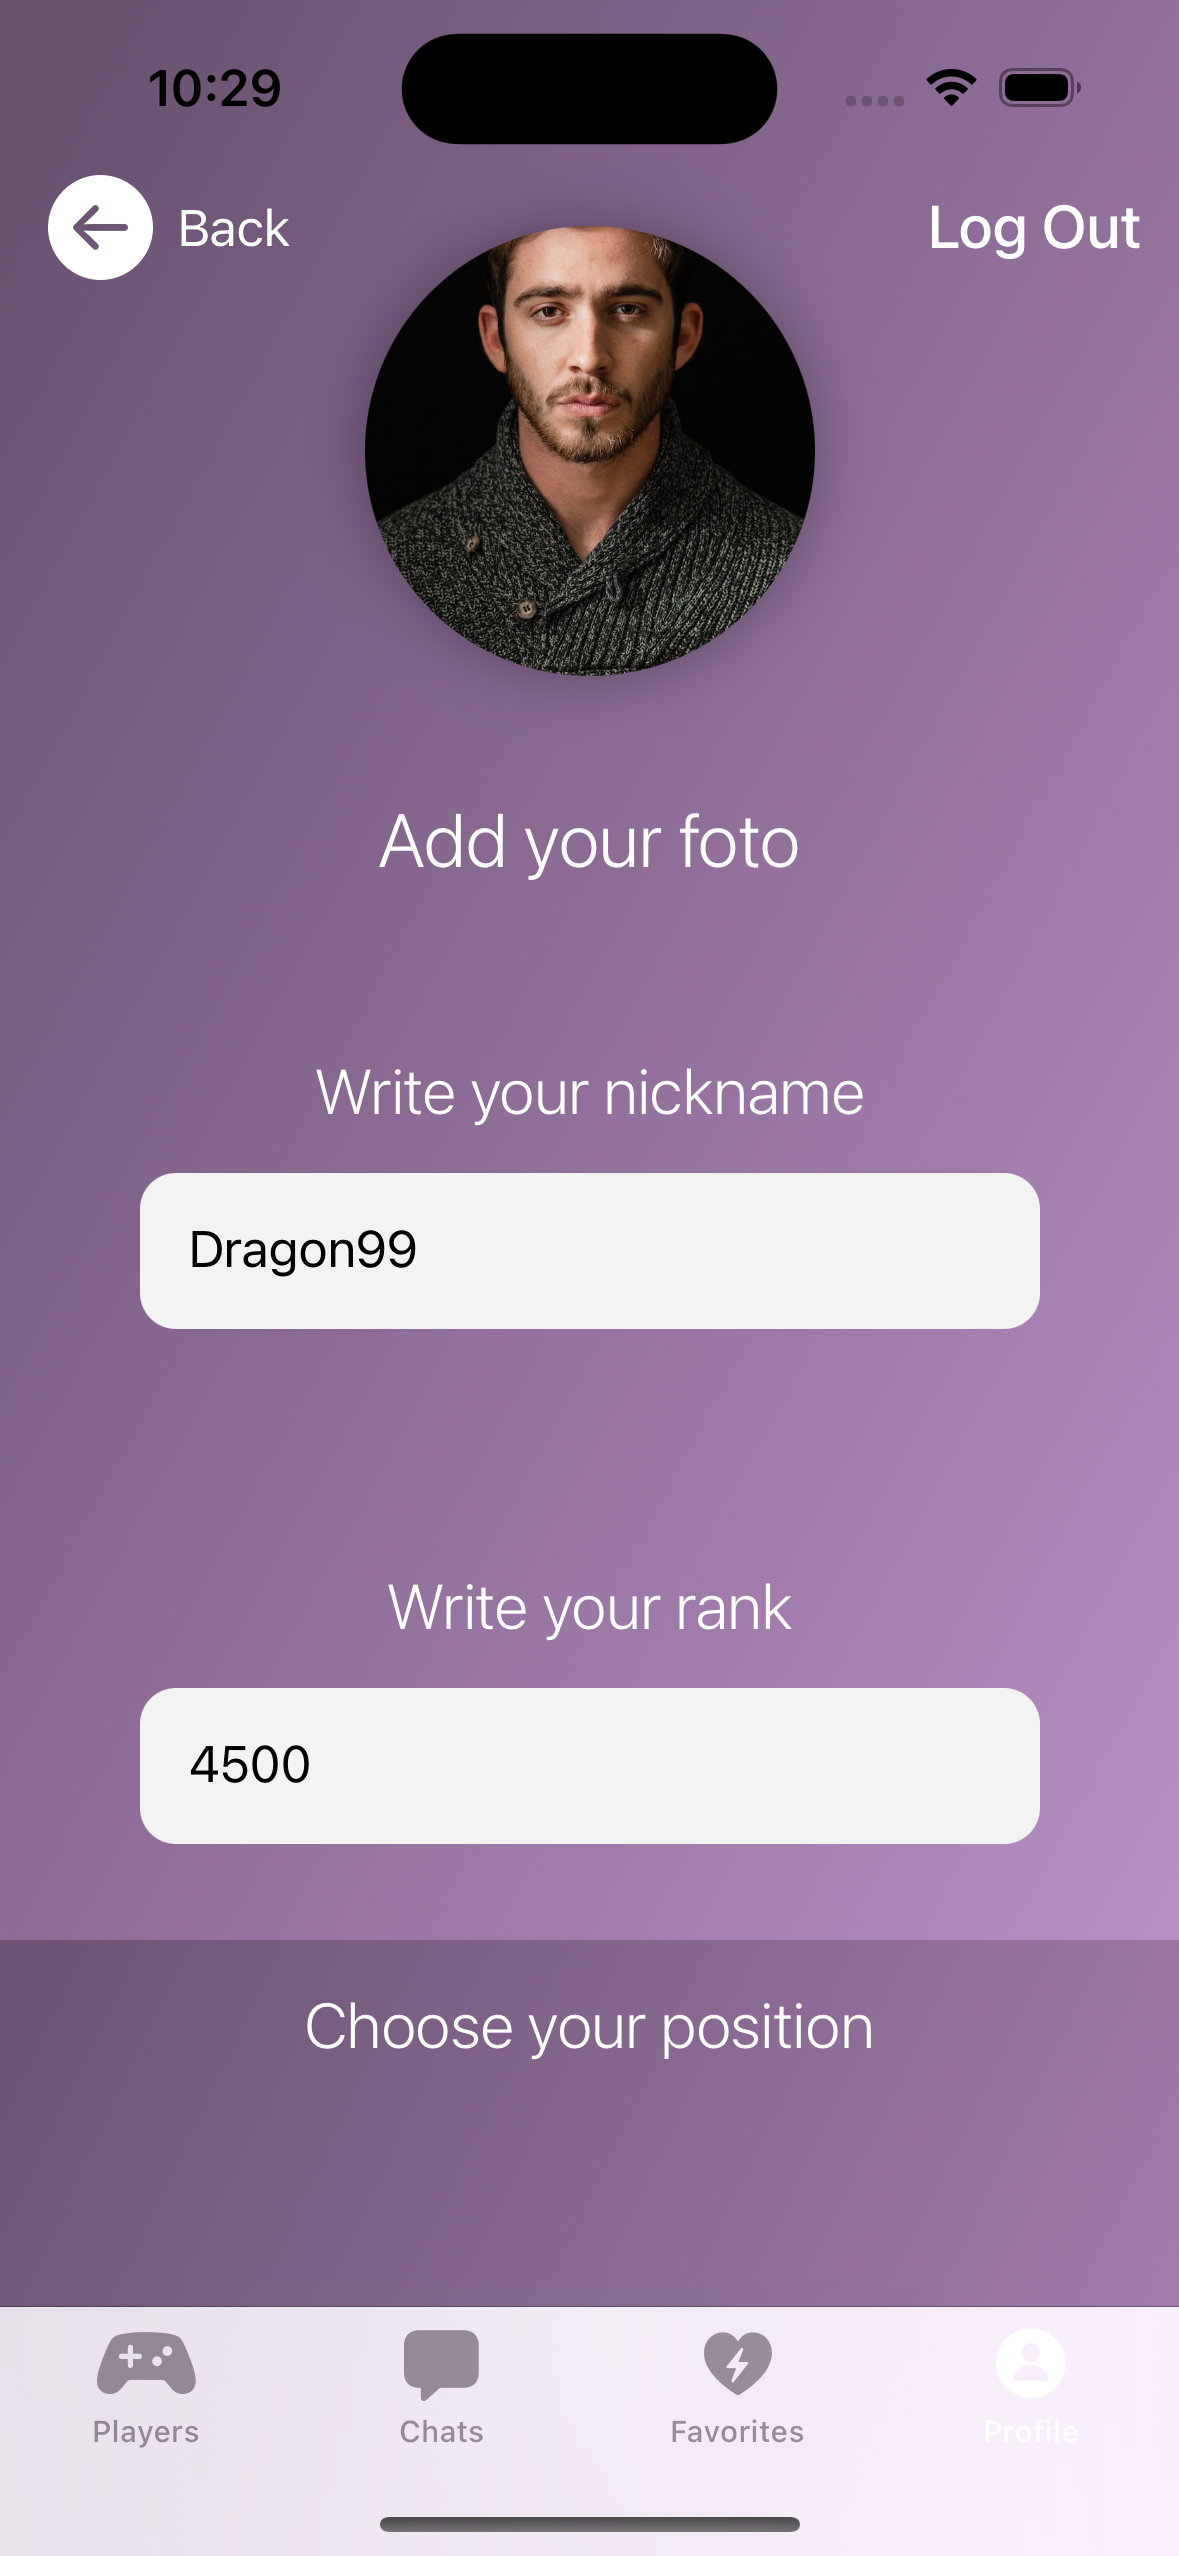 10:29
Back
Log Out
Add your foto
Write your nickname
Dragon99
Write your rank
4500
Choose your position
Players
Chats
Favorites
Profile